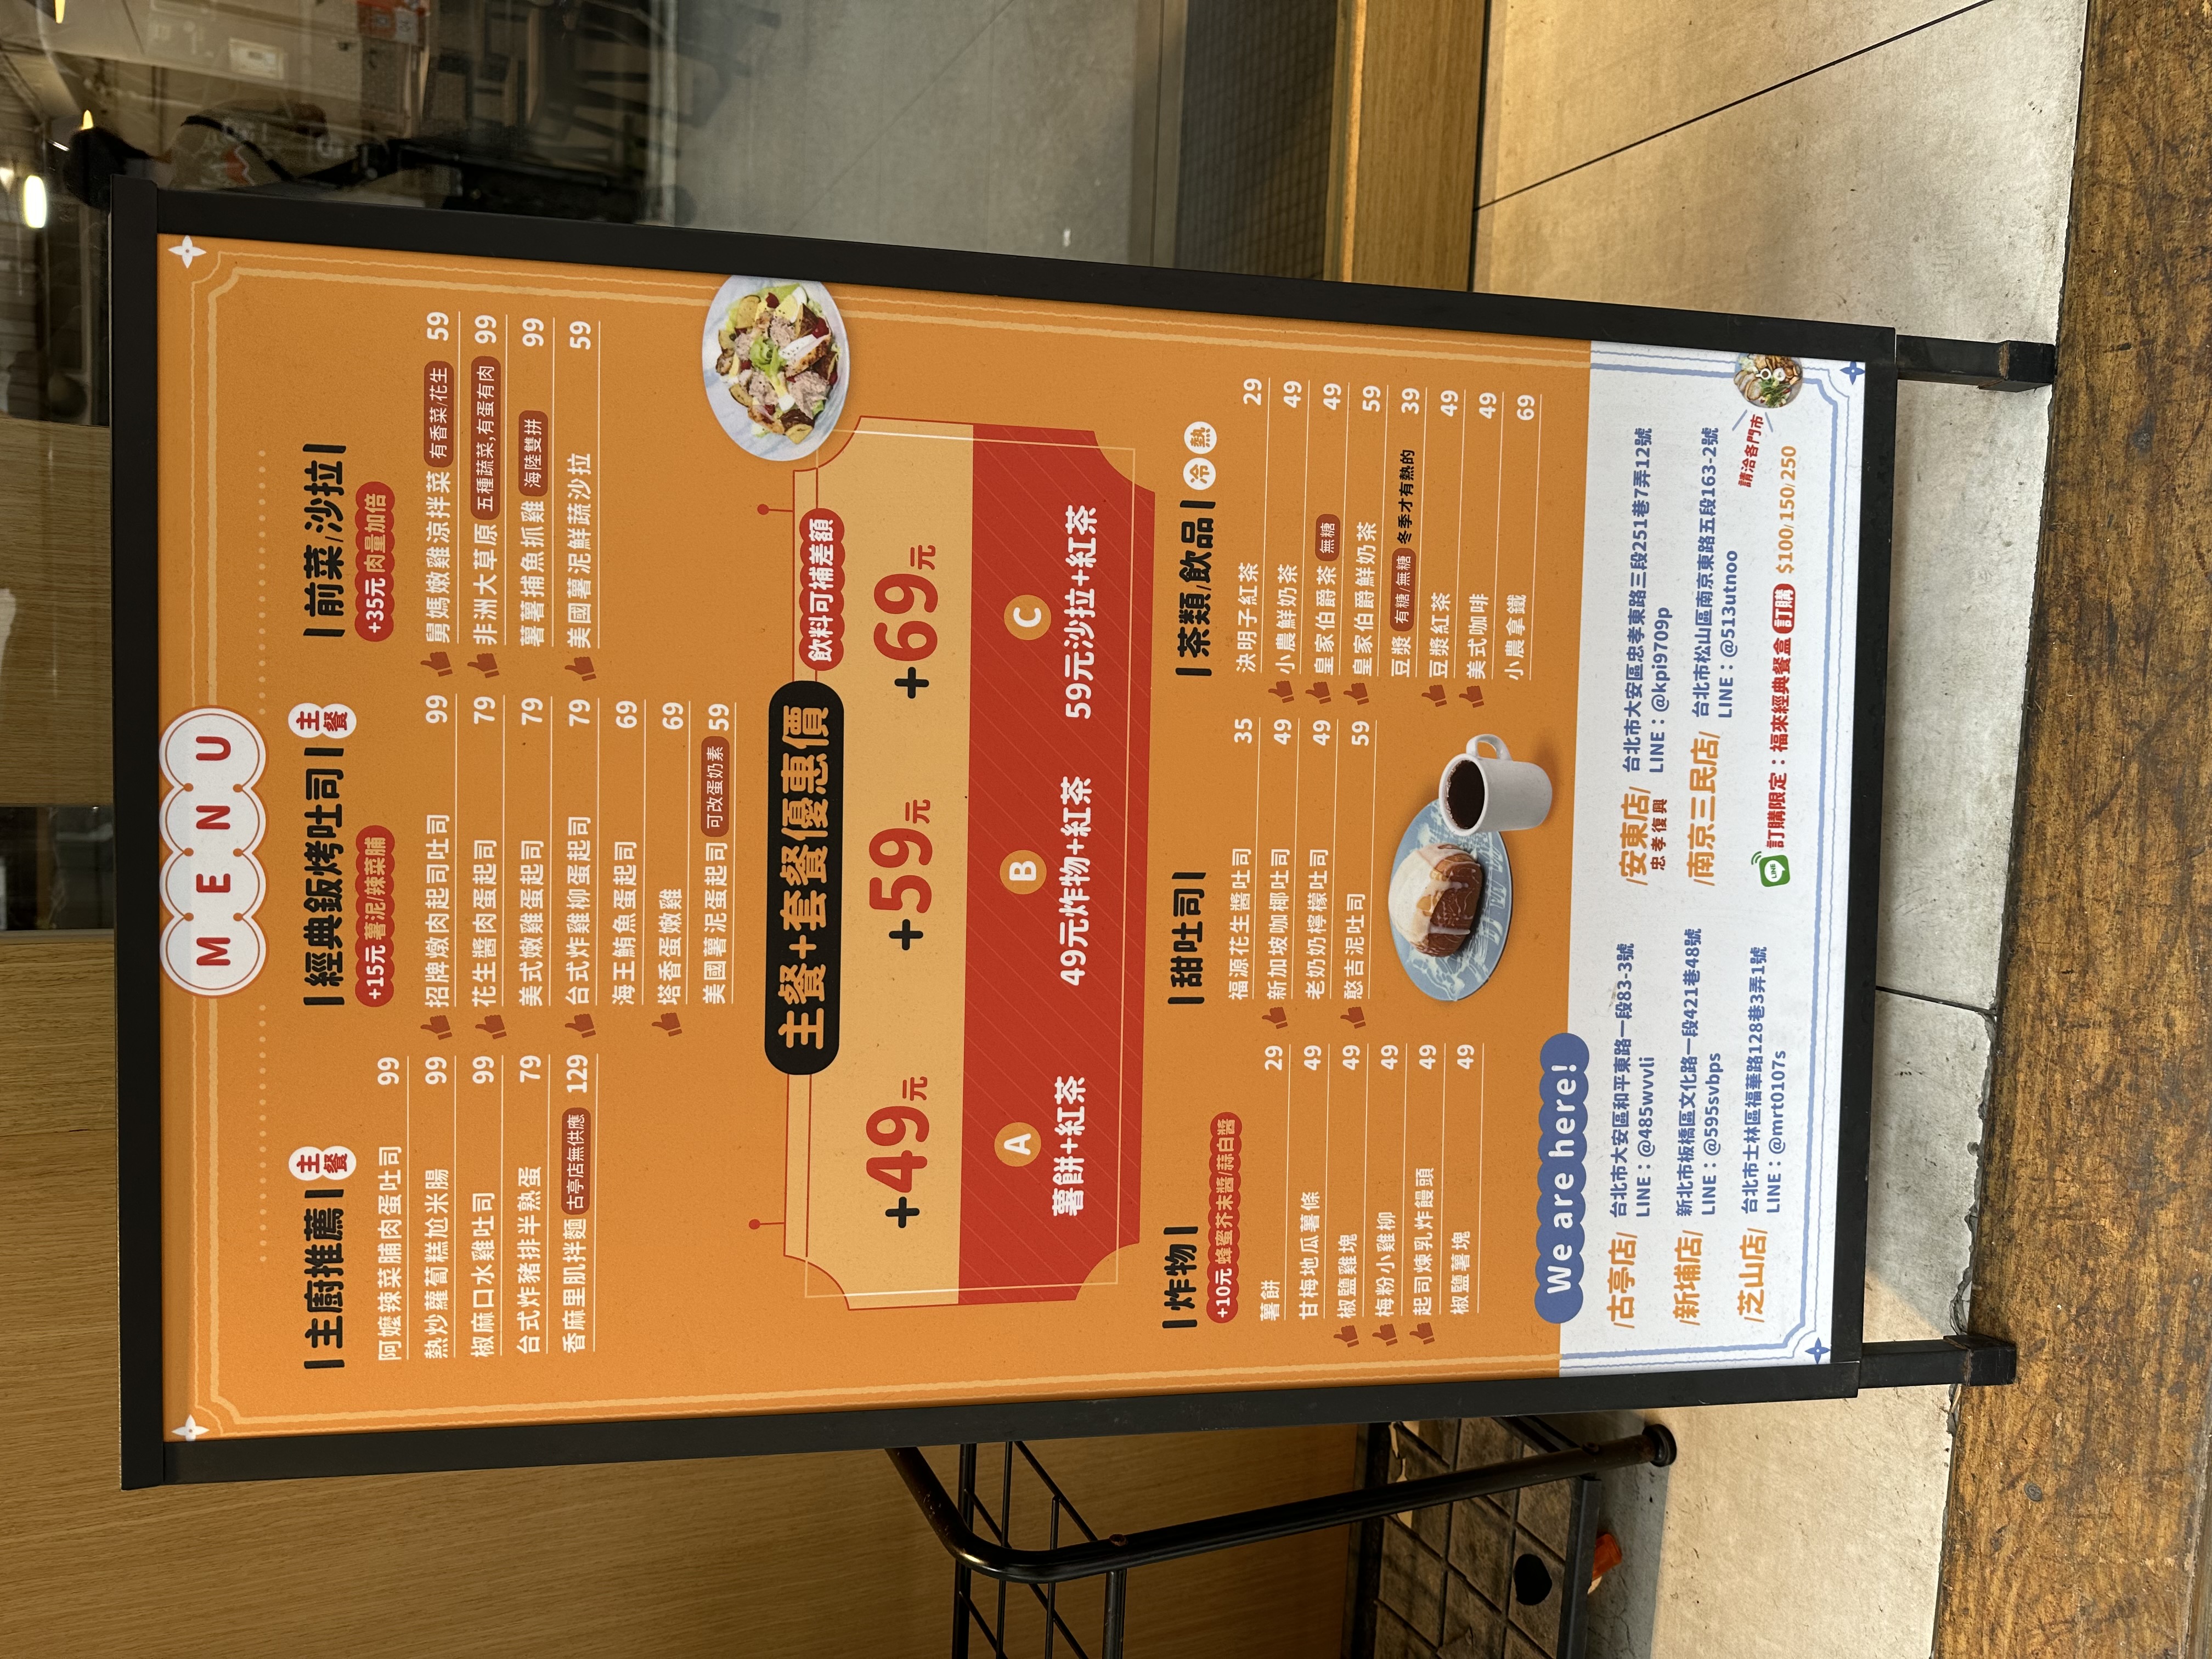 MENU
主廚推薦 主餐
阿嬤辣菜脯肉蛋吐司 99
熱炒蘿蔔糕尬米腸 99
椒麻口水雞吐司 99
台式炸豬排半熟蛋 79
香麻里肌拌麵 古亭店無供應 129
經典鈑烤吐司 主餐
+15元 薯泥/辣菜脯
招牌燉肉起司吐司 99
花生醬肉蛋起司 79
美式嫩雞蛋起司 79
台式炸雞柳蛋起司 79
海王鮪魚蛋起司 69
塔香蛋嫩雞 69
美國薯泥蛋起司 可改蛋奶素 59
前菜/沙拉
+35元 肉量加倍
舅媽嫩雞涼拌菜 有香菜/花生 59
非洲大草原 五種蔬菜,有蛋有肉 99
薯薯捕魚抓雞 海陸雙拼 99
美國薯泥鮮蔬沙拉 59
主餐+套餐優惠價 飲料可補差額
+49元 +59元 +69元
A B C
薯餅+紅茶 49元炸物+紅茶 59元沙拉+紅茶
炸物
+10元 蜂蜜芥末醬/蒜白醬
薯餅 29
甘梅地瓜薯條 49
椒鹽雞塊 49
梅粉小雞柳 49
起司煉乳炸饅頭 49
椒鹽薯塊 49
甜吐司
福源花生醬吐司 35
新加坡咖椰吐司 49
老奶奶檸檬吐司 49
憨吉泥吐司 59
茶類/飲品 冷 熱
決明子紅茶 29
小農鮮奶茶 49
皇家伯爵茶 無糖 49
皇家伯爵鮮奶茶 59
豆漿 有糖/無糖 冬季才有熱的 39
豆漿紅茶 49
美式咖啡 49
小農拿鐵 69
We are here!
/古亭店/ 台北市大安區和平東路一段83-3號
LINE：@485wvvli
/新埔店/ 新北市板橋區文化路一段421巷48號
LINE：@595svbps
/芝山店/ 台北市士林區福華路128巷3弄1號
LINE：@mrt0107s
/安東店/ 台北市大安區忠孝東路三段251巷7弄12號
忠孝復興 LINE：@kpi9709p
/南京三民店/ 台北市松山區南京東路五段163-2號
LINE：@513utnoo
請洽各門市
LINE 訂購限定：福來經典餐盒 訂購 $100/150/250